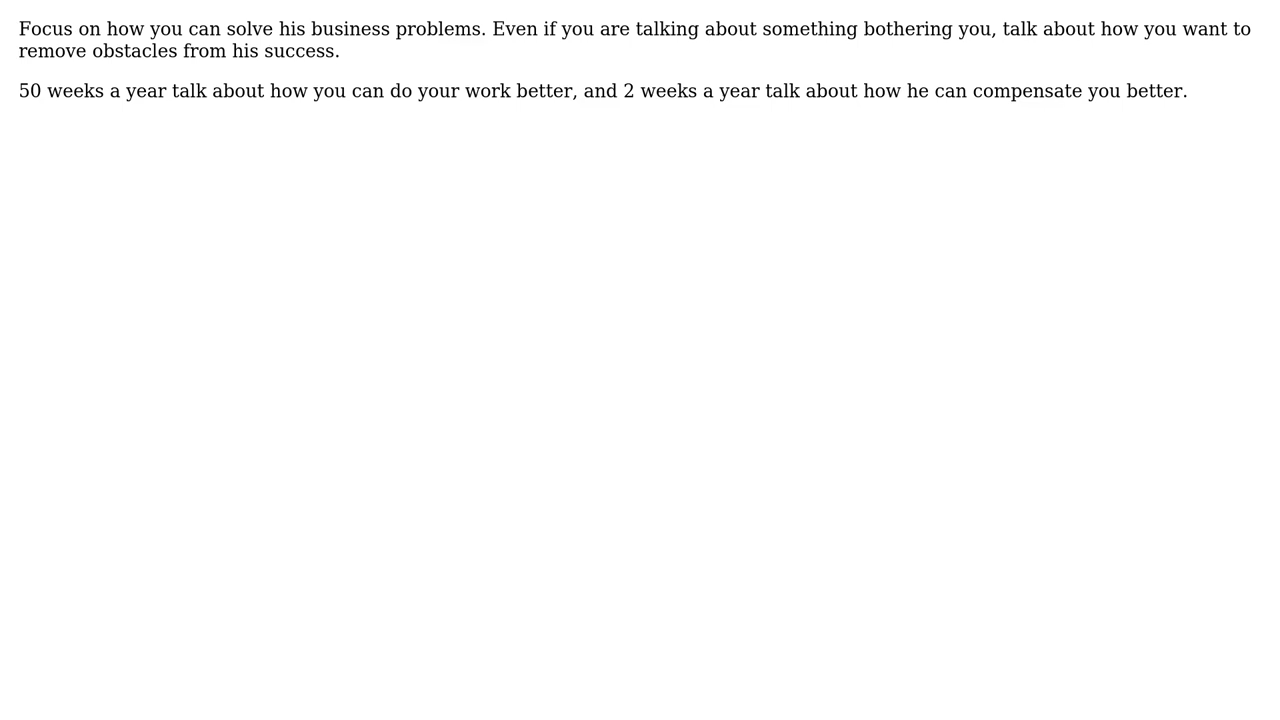 Focus on how you can solve his business problems. Even if you are talking about something bothering you, talk about how you want to
remove obstacles from his success.
50 weeks a year talk about how you can do your work better, and 2 weeks a year talk about how he can compensate you better.